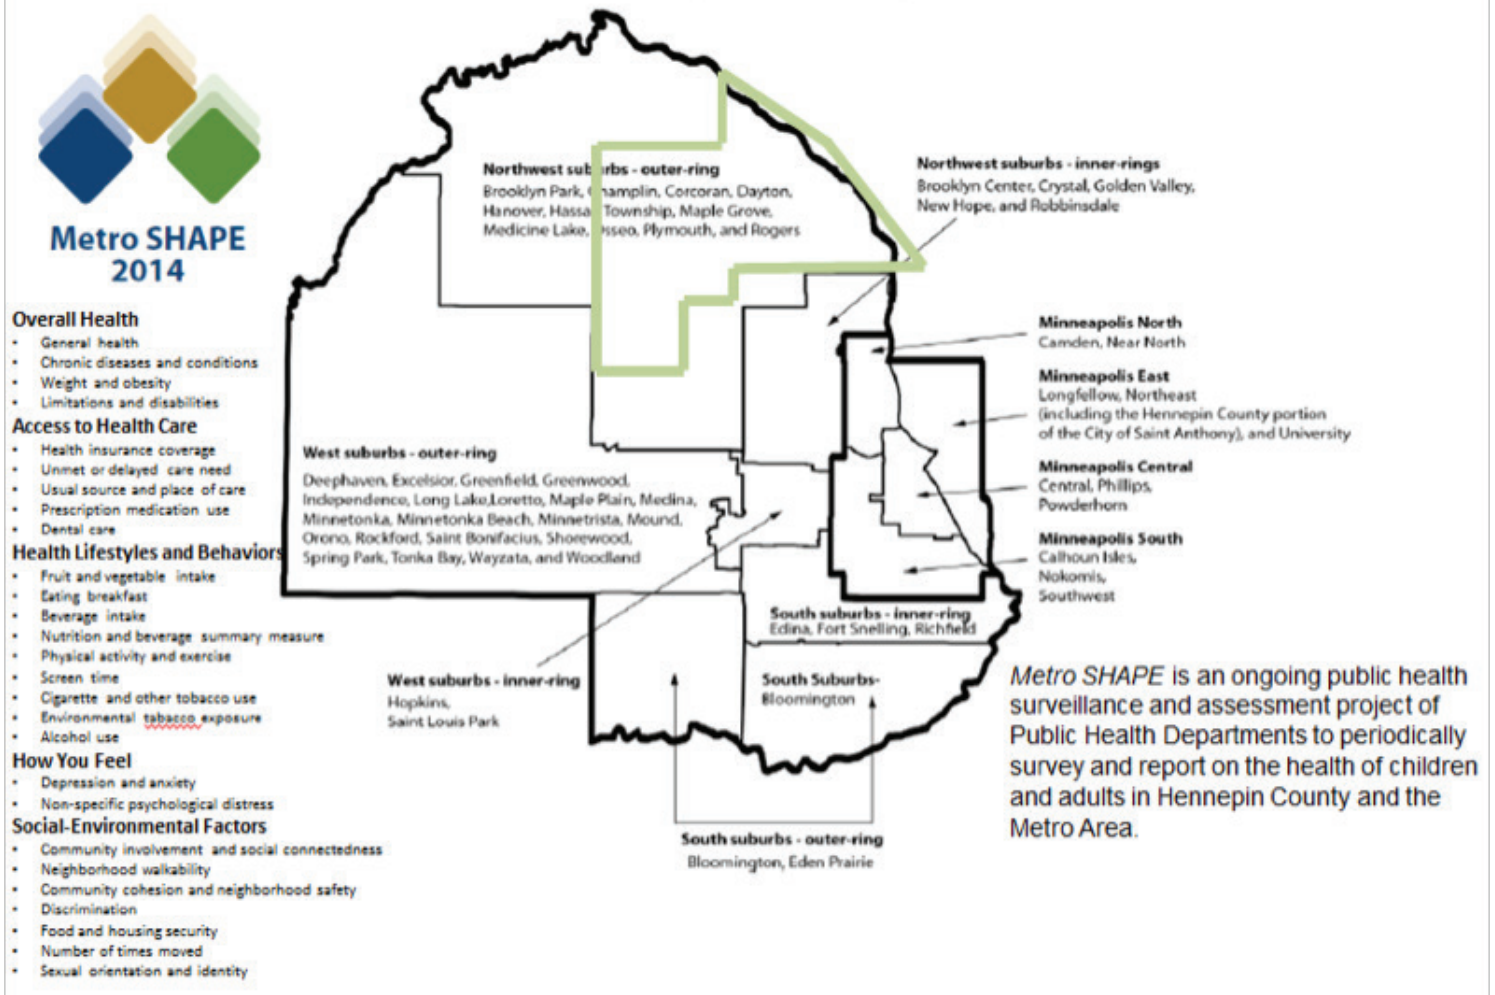 Metro SHAPE
2014
Overall Health
• General health
• Chronic diseases and conditions
• Weight and obesity
• Limitations and disabilities
Access to Health Care
• Health insurance coverage
• Unmet or delayed care need
• Usual source and place of care
• Prescription medication use
• Dental care
Health Lifestyles and Behaviors
• Fruit and vegetable intake
• Eating breakfast
• Beverage intake
• Nutrition and beverage summary measure
• Physical activity and exercise
• Screen time
• Cigarette and other tobacco use
• Environmental tabacco exposure
• Alcohol use
How You Feel
• Depression and anxiety
• Non-specific psychological distress
Social-Environmental Factors
• Community involvement and social connectedness
• Neighborhood walkability
• Community cohesion and neighborhood safety
• Discrimination
• Food and housing security
• Number of times moved
• Sexual orientation and identity
Northwest suburbs - outer-ring
Brooklyn Park, Champlin, Corcoran, Dayton,
Hanover, Hassa Township, Maple Grove,
Medicine Lake, Osseo, Plymouth, and Rogers
Northwest suburbs - inner-rings
Brooklyn Center, Crystal, Golden Valley,
New Hope, and Robbinsdale
Minneapolis North
Camden, Near North
Minneapolis East
Longfellow, Northeast
(including the Hennepin County portion
of the City of Saint Anthony), and University
Minneapolis Central
Central, Phillips,
Powderhorn
Minneapolis South
Calhoun Isles,
Nokomis,
Southwest
West suburbs - outer-ring
Deephaven, Excelsior, Greenfield, Greenwood,
Independence, Long Lake,Loretto, Maple Plain, Medina,
Minnetonka, Minnetonka Beach, Minnetrista, Mound,
Orono, Rockford, Saint Bonifacius, Shorewood,
Spring Park, Tonka Bay, Wayzata, and Woodland
South suburbs - inner-ring
Edina, Fort Snelling, Richfield
West suburbs - inner-ring
Hopkins,
Saint Louis Park
South Suburbs-
Bloomington
South suburbs - outer-ring
Bloomington, Eden Prairie
Metro SHAPE is an ongoing public health
surveillance and assessment project of
Public Health Departments to periodically
survey and report on the health of children
and adults in Hennepin County and the
Metro Area.